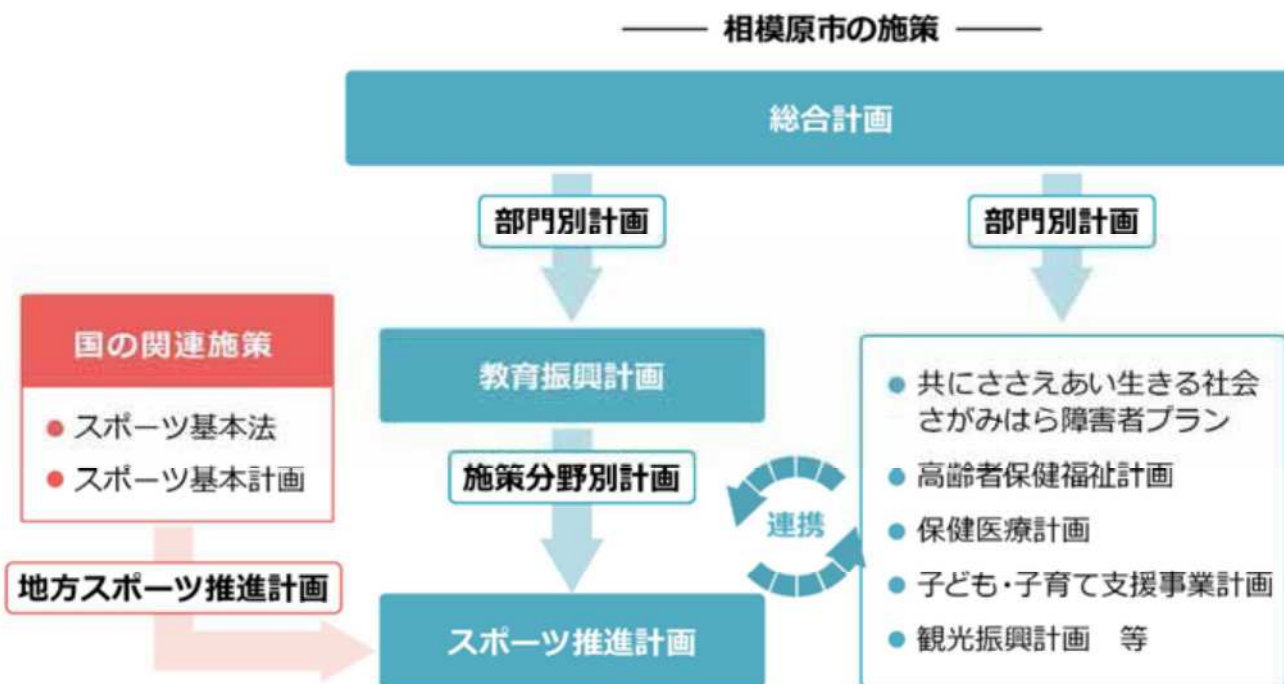 相模原市の施策
総合計画
部門別計画
部門別計画
国の関連施策
スポーツ基本法
スポーツ基本計画
地方スポーツ推進計画
教育振興計画
施策分野別計画
スポーツ推進計画
連携
共にささえあい生きる社会
さがみはら障害者プラン
高齢者保健福祉計画
保健医療計画
子ども・子育て支援事業計画
観光振興計画　等